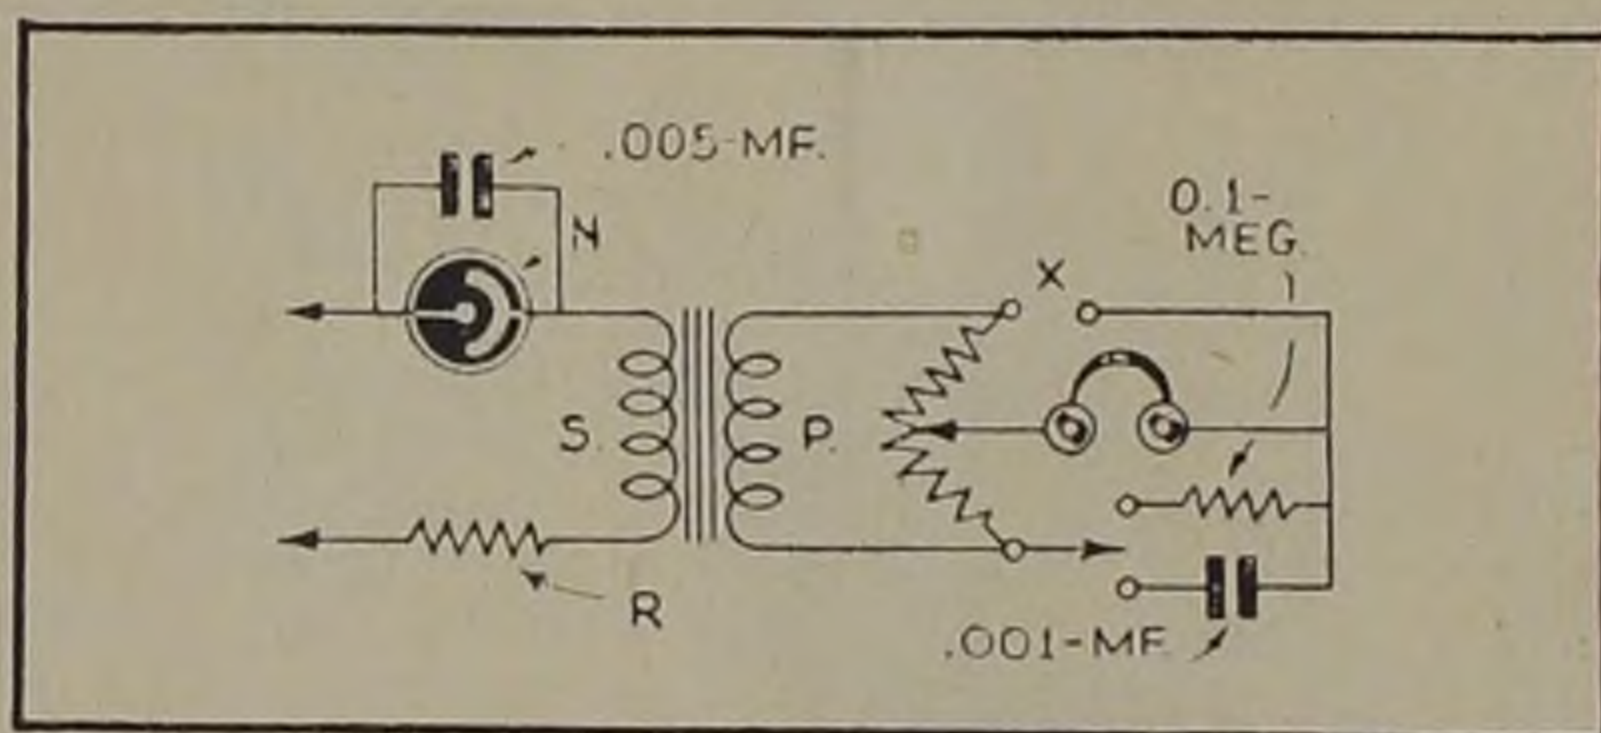 .005-MF.
N
0.1-
MEG.
X
S.
P.
R
.001-MF.